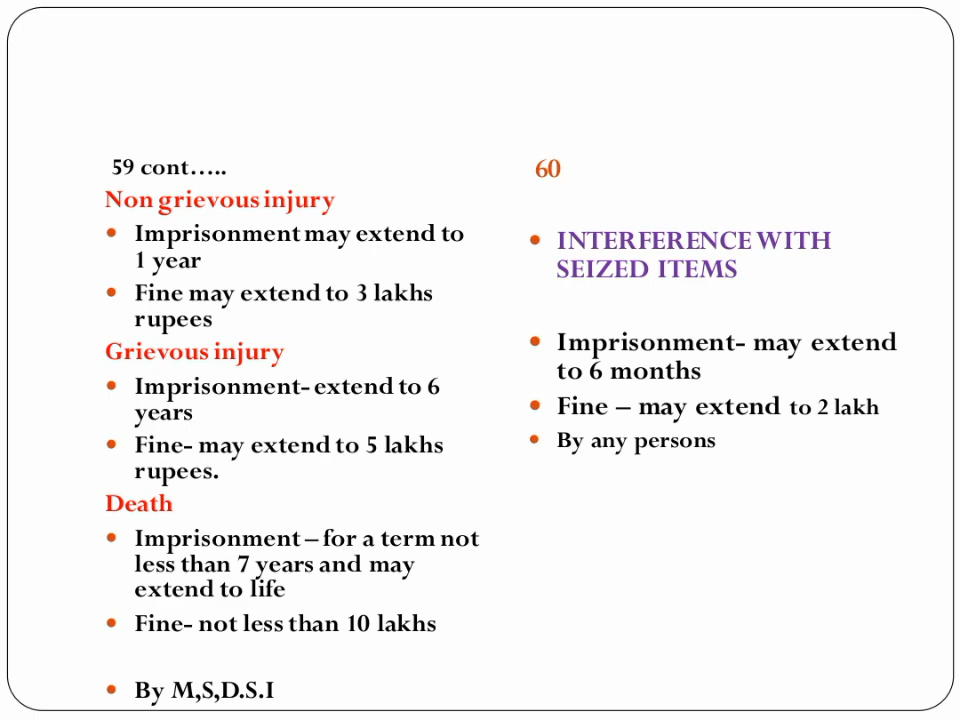 59 cont…..
Non grievous injury
• Imprisonment may extend to
1 year
• Fine may extend to 3 lakhs
rupees
Grievous injury
• Imprisonment- extend to 6
years
• Fine- may extend to 5 lakhs
rupees.
Death
• Imprisonment – for a term not
less than 7 years and may
extend to life
• Fine- not less than 10 lakhs
• By M,S,D.S.I
60
• INTERFERENCE WITH
SEIZED ITEMS
• Imprisonment- may extend
to 6 months
• Fine – may extend to 2 lakh
• By any persons